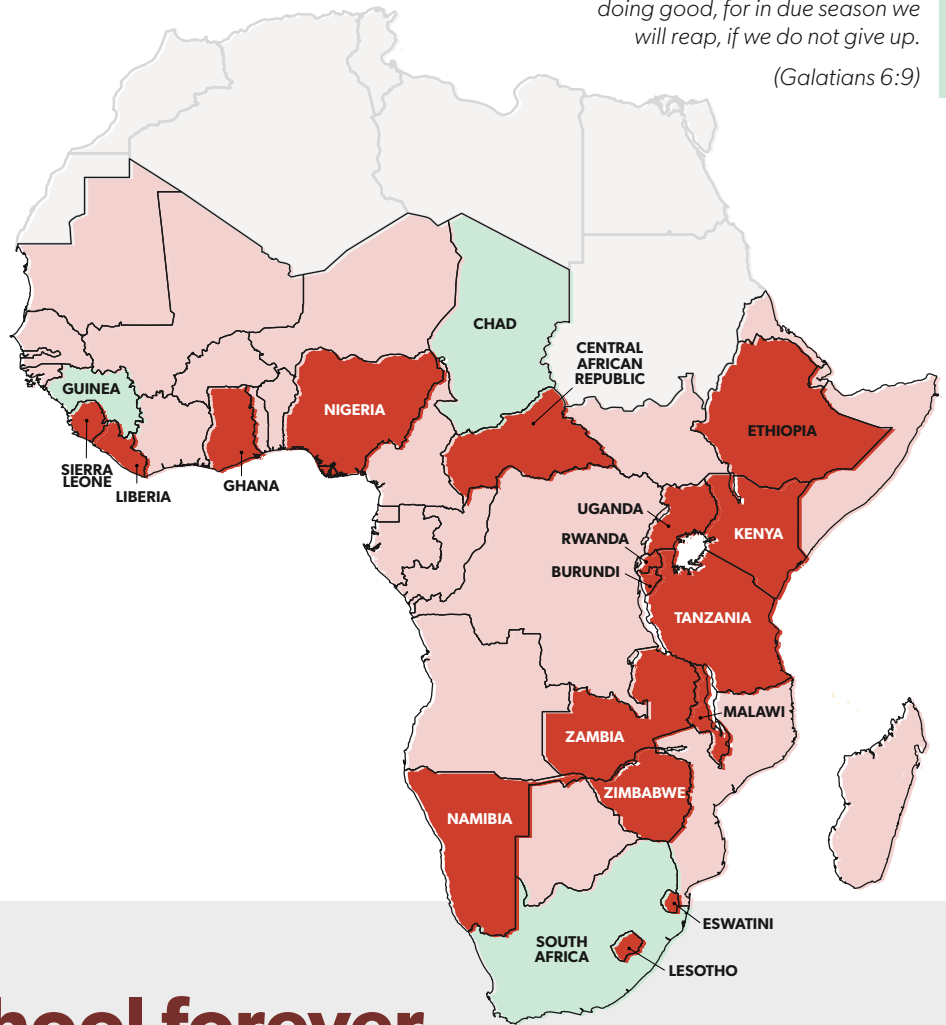 doing good, for in due season we
will reap, if we do not give up.
(Galatians 6:9)
CHAD
CENTRAL
AFRICAN
REPUBLIC
GUINEA
NIGERIA
ETHIOPIA
SIERRA
LEONE
LIBERIA
GHANA
UGANDA
KENYA
RWANDA
BURUNDI
TANZANIA
MALAWI
ZAMBIA
ZIMBABWE
NAMIBIA
ESWATINI
SOUTH
AFRICA
LESOTHO
hool forever